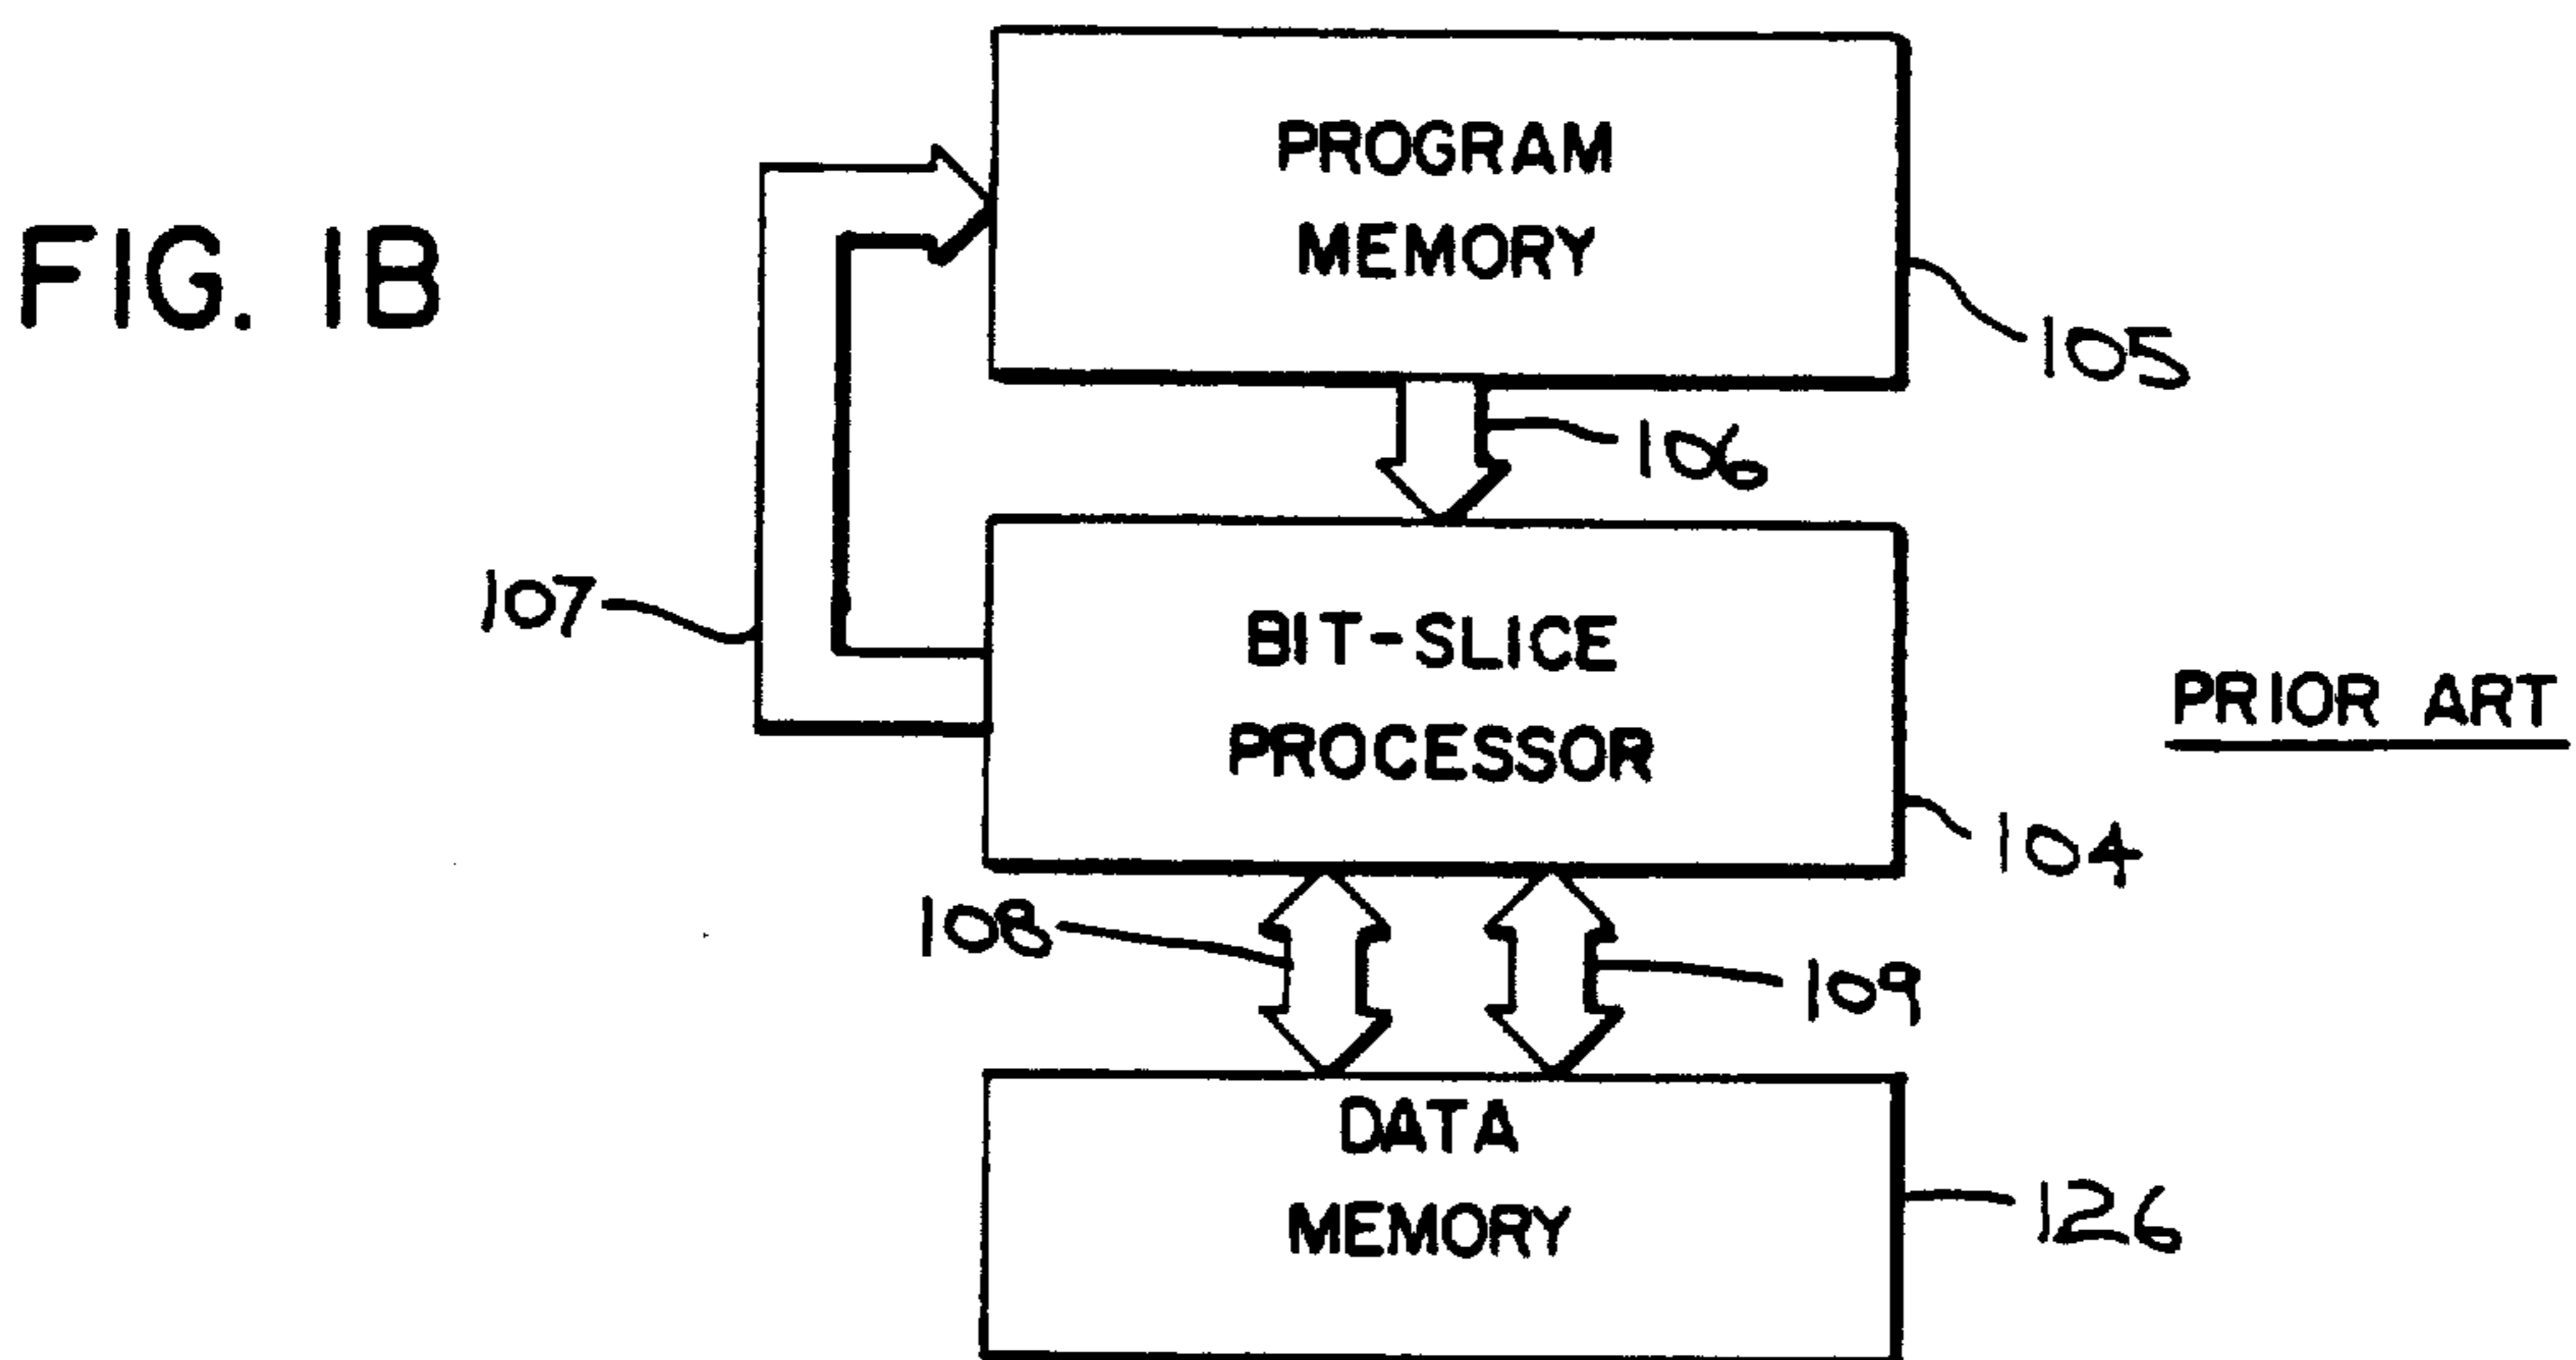 FIG. 1B
PROGRAM
MEMORY
105
106
107
BIT-SLICE
PROCESSOR
PRIOR ART
104
108
109
DATA
MEMORY
126